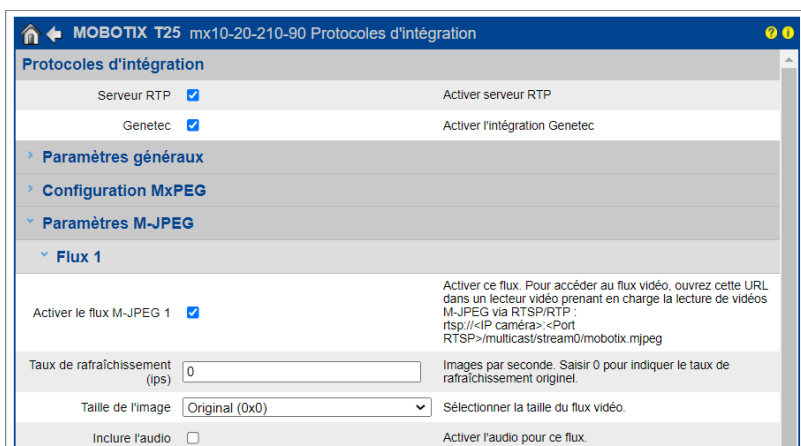 MOBOTIX T25 mx10-20-210-90 Protocoles d'intégration
Protocoles d'intégration
Serveur RTP Activer serveur RTP
Genetec Activer l'intégration Genetec
Paramètres généraux
Configuration MxPEG
Paramètres M-JPEG
Flux 1
Activer le flux M-JPEG 1
Activer ce flux. Pour accéder au flux vidéo, ouvrez cette URL
dans un lecteur vidéo prenant en charge la lecture de vidéos
M-JPEG via RTSP/RTP :
rtsp://<IP caméra>:<Port
RTSP>/multicast/stream0/mobotix.mjpeg
Taux de rafraîchissement
(ips)
0
Images par seconde. Saisir 0 pour indiquer le taux de
rafraîchissement originel.
Taille de l'image Original (0x0) Sélectionner la taille du flux vidéo.
Inclure l'audio Activer l'audio pour ce flux.